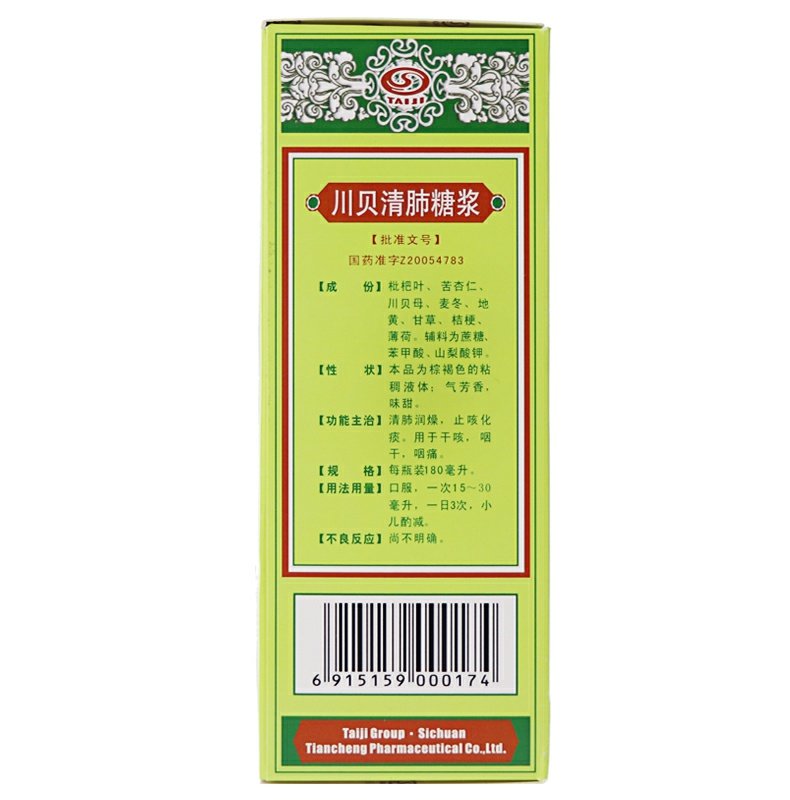 TAIJI
川贝清肺糖浆
【批准文号】
国药准字Z20054783
【成 份】枇杷叶、苦杏仁、
川贝母、麦冬、地
黄、甘草、桔梗、
薄荷。辅料为蔗糖、
苯甲酸、山梨酸钾。
【性 状】本品为棕褐色的粘
稠液体；气芳香，
味甜。
【功能主治】清肺润燥，止咳化
痰。用于干咳，咽
干，咽痛。
【规 格】每瓶装180毫升。
【用法用量】口服，一次15～30
毫升，一日3次，小
儿酌减。
【不良反应】尚不明确。
6 915159 000174
Taiji Group · Sichuan
Tiancheng Pharmaceutical Co.,Ltd.